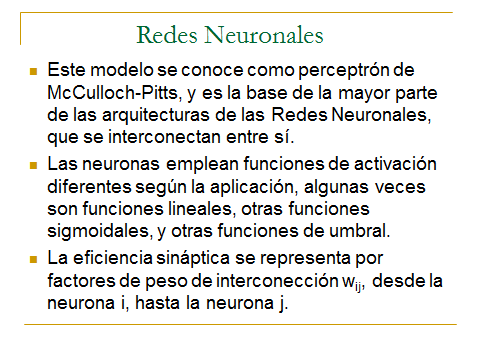 Redes Neuronales
Este modelo se conoce como perceptrón de
McCulloch-Pitts, y es la base de la mayor parte
de las arquitecturas de las Redes Neuronales,
que se interconectan entre sí.
Las neuronas emplean funciones de activación
diferentes según la aplicación, algunas veces
son funciones lineales, otras funciones
sigmoidales, y otras funciones de umbral.
La eficiencia sináptica se representa por
factores de peso de interconección wij, desde la
neurona i, hasta la neurona j.